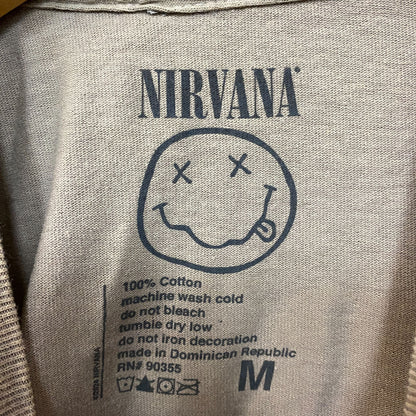 NIRVANA®
100% Cotton
machine wash cold
do not bleach
tumble dry low
do not iron decoration
made in Dominican Republic
RN# 90355
M